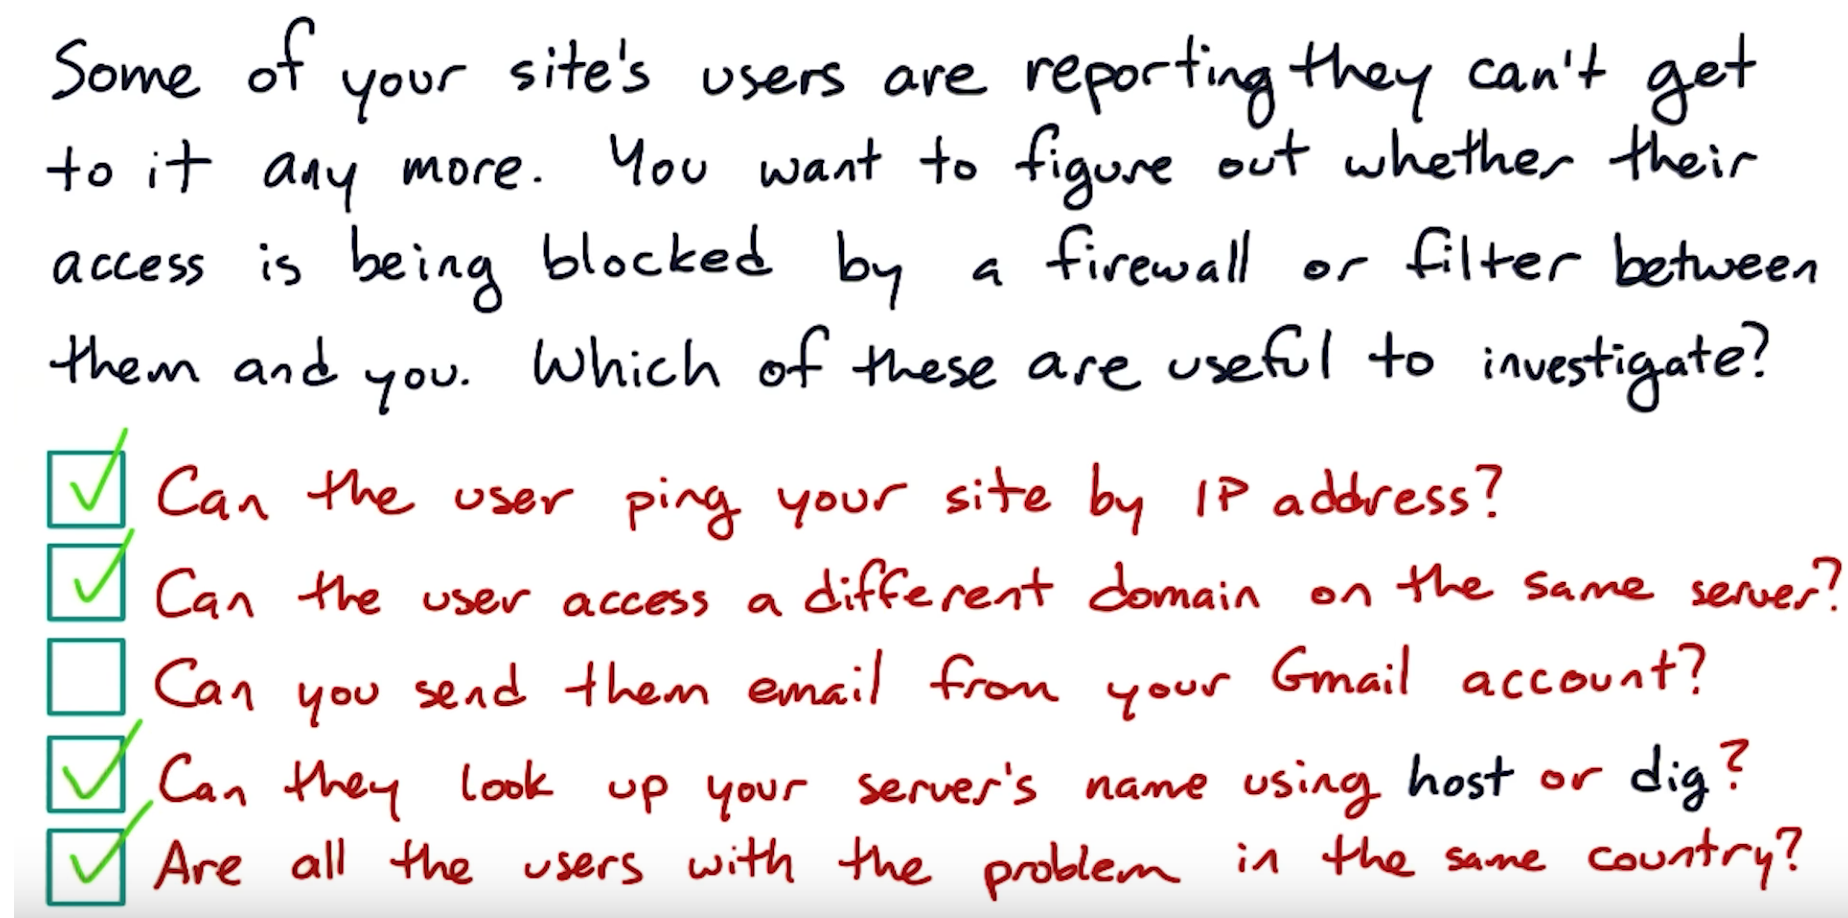 Some of your site's users are reporting they can't get
to it any more. You want to figure out whether their
access is being blocked by a firewall or filter between
them and you. Which of these are useful to investigate?
Can the user ping your site by IP address?
Can the user access a different domain on the same server?
Can you send them email from your Gmail account?
Can they look up your server's name using host or dig?
Are all the users with the problem in the same country?